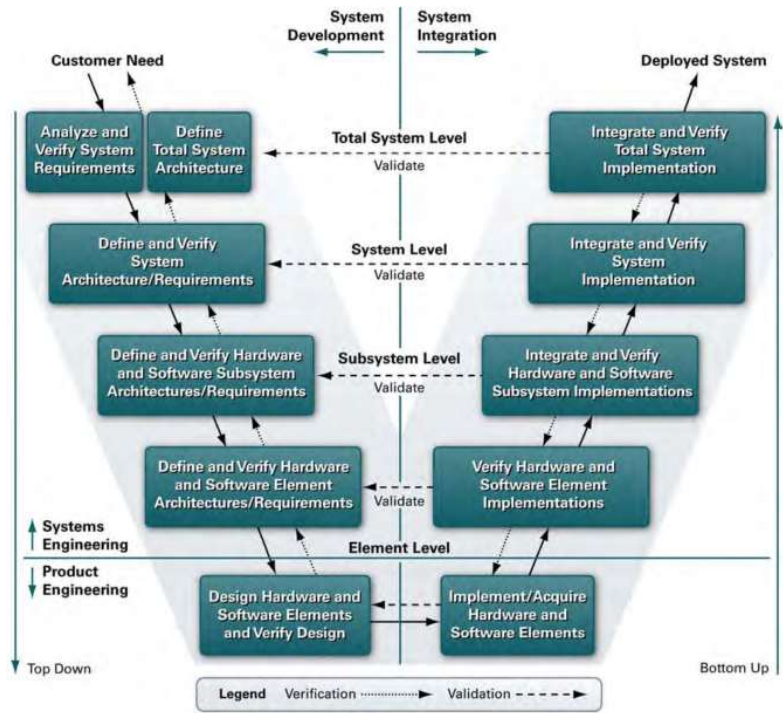 System
Development
System
Integration
Customer Need
Deployed System
Analyze and
Verify System
Requirements
Define
Total System
Architecture
Total System Level
Validate
Integrate and Verify
Total System
Implementation
Define and Verify
System
Architecture/Requirements
System Level
Validate
Integrate and Verify
System
Implementation
Define and Verify Hardware
and Software Subsystem
Architectures/Requirements
Subsystem Level
Validate
Integrate and Verify
Hardware and Software
Subsystem Implementations
Define and Verify Hardware
and Software Element
Architectures/Requirements
Validate
Verify Hardware and
Software Element
Implementations
Systems
Engineering
Element Level
Product
Engineering
Design Hardware and
Software Elements
and Verify Design
Implement/Acquire
Hardware and
Software Elements
Top Down
Bottom Up
Legend Verification Validation